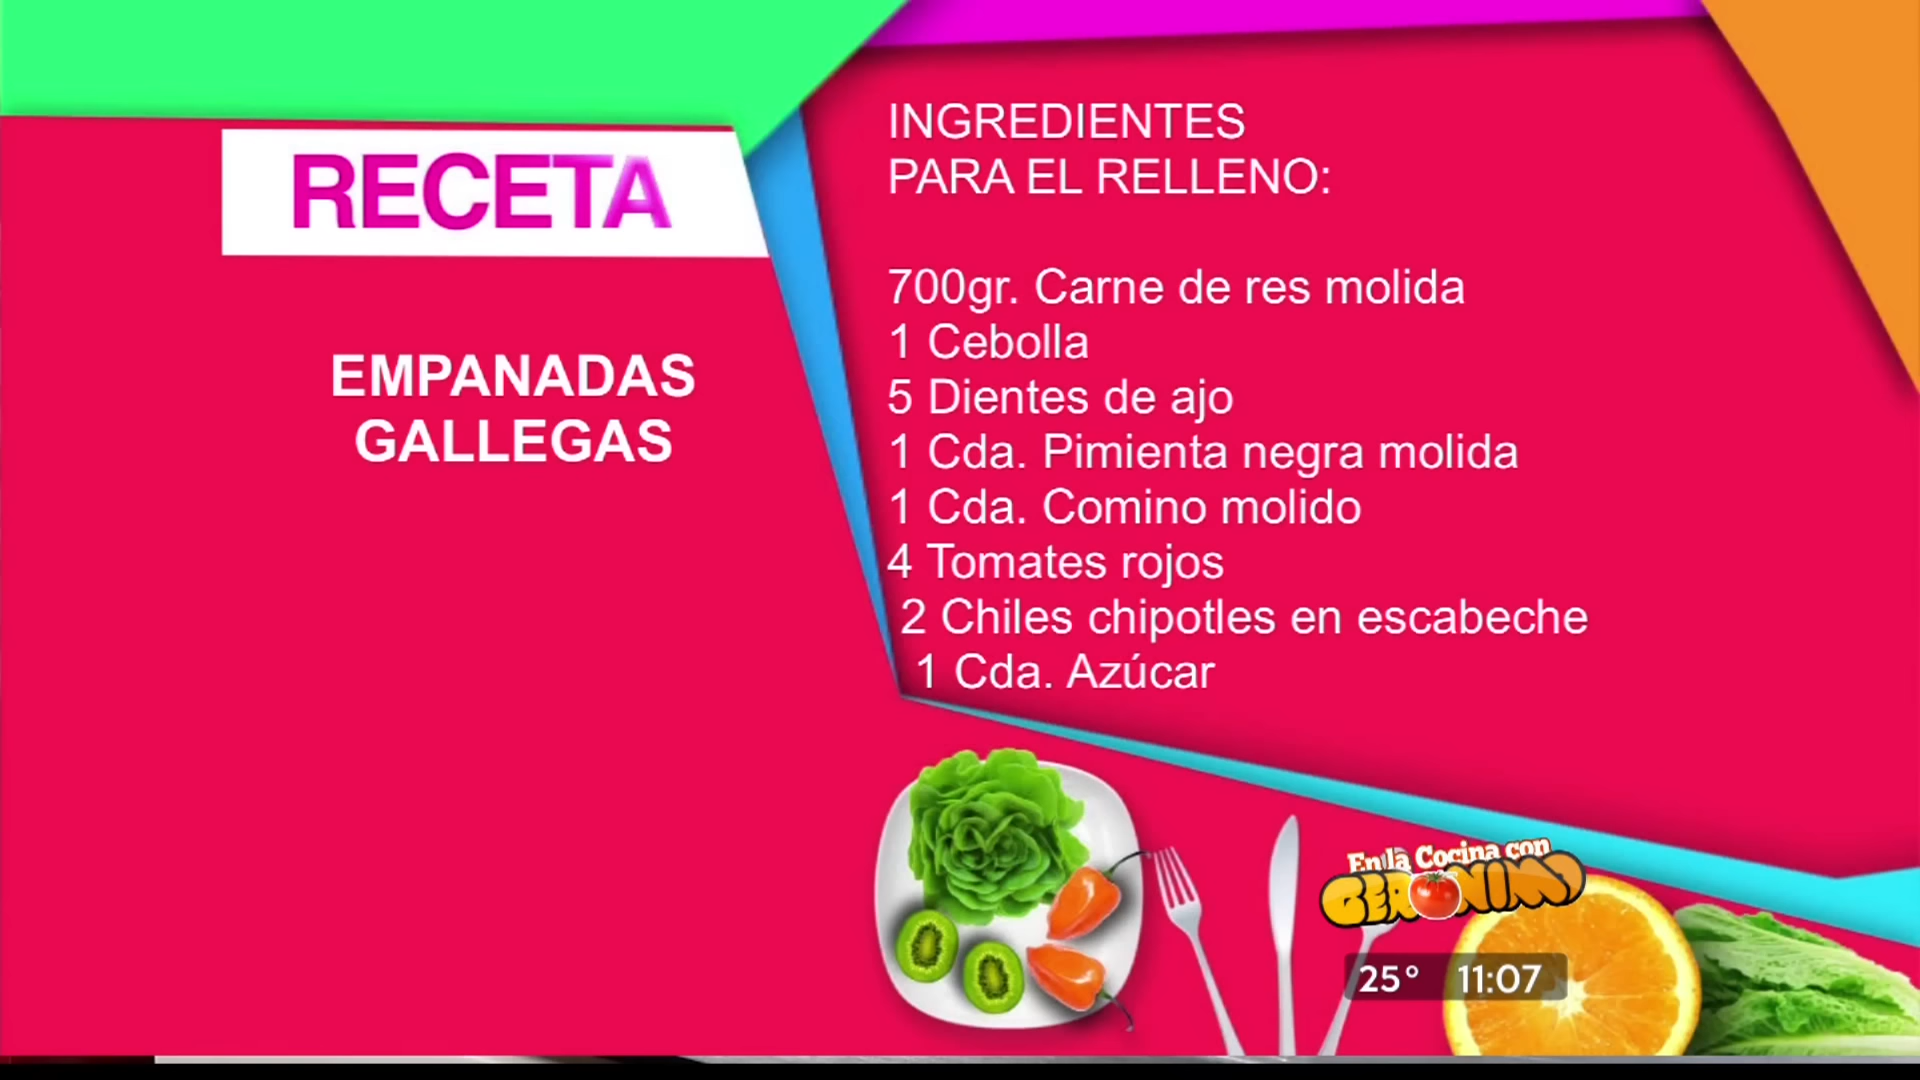 RECETA
EMPANADAS
GALLEGAS
INGREDIENTES
PARA EL RELLENO:
700gr. Carne de res molida
1 Cebolla
5 Dientes de ajo
1 Cda. Pimienta negra molida
1 Cda. Comino molido
4 Tomates rojos
2 Chiles chipotles en escabeche
1 Cda. Azúcar
En la Cocina con
GERONIMO
25° 11:07